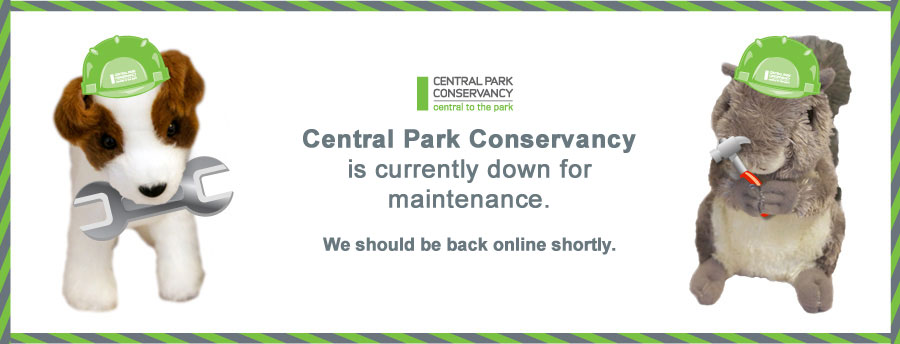 CENTRAL PARK
CONSERVANCY
central to the park
Central Park Conservancy
is currently down for
maintenance.
We should be back online shortly.